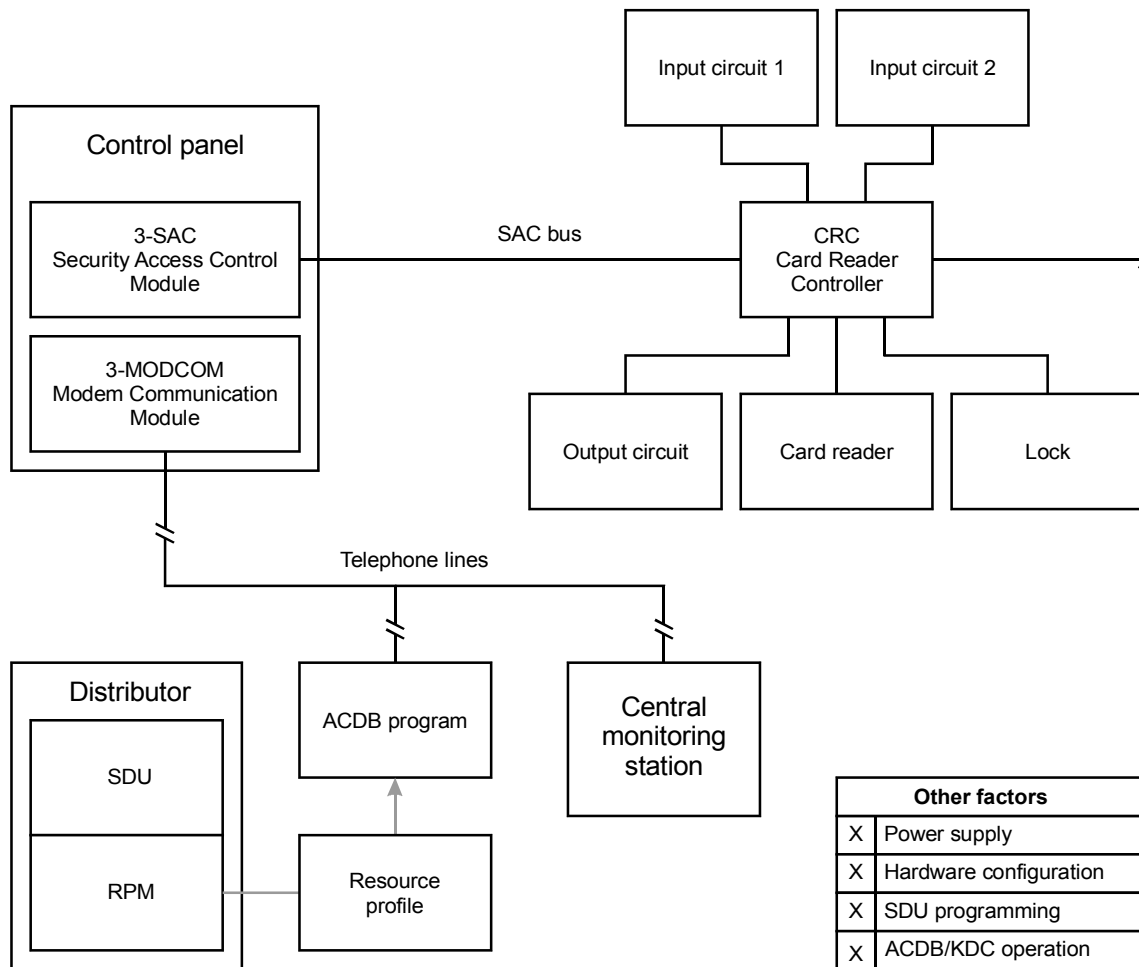 Input circuit 1
Input circuit 2
Control panel
3-SAC
Security Access Control
Module
SAC bus
CRC
Card Reader
Controller
3-MODCOM
Modem Communication
Module
Output circuit
Card reader
Lock
Telephone lines
Distributor
SDU
RPM
ACDB program
Resource
profile
Central
monitoring
station
Other factors
X Power supply
X Hardware configuration
X SDU programming
X ACDB/KDC operation